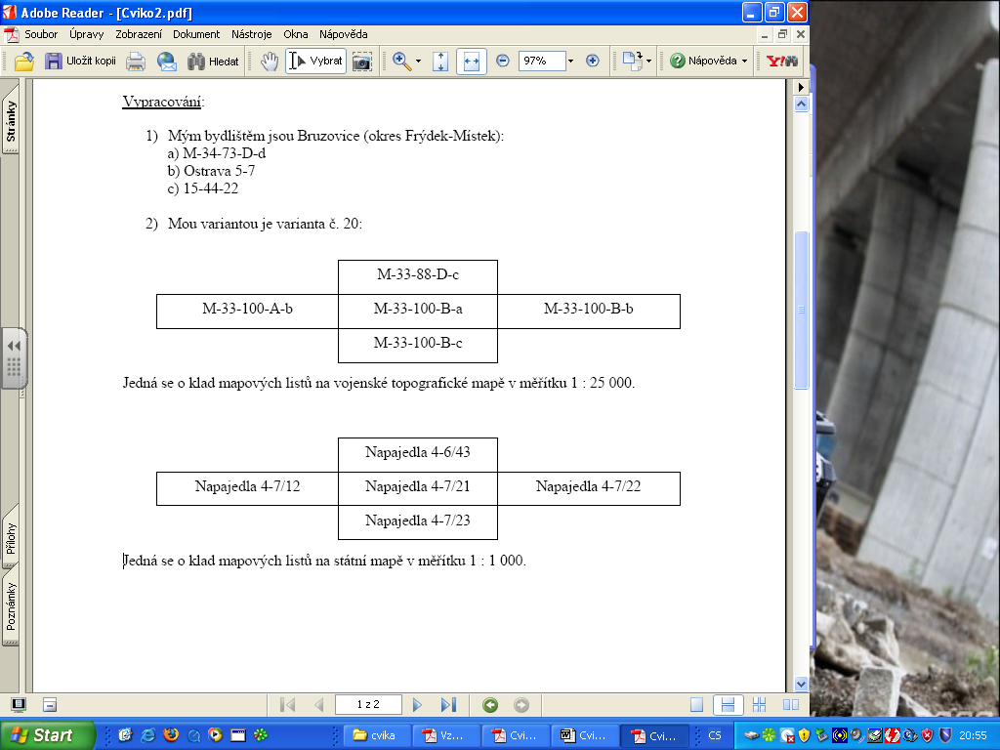 Adobe Reader - [Cviko2.pdf]
Soubor Úpravy Zobrazení Dokument Nástroje Okna Nápověda
Uložit kopii Hledat Vybrat 97% Nápověda Y!
Stránky
Vypracování:
1) Mým bydlištěm jsou Bruzovice (okres Frýdek-Místek):
a) M-34-73-D-d
b) Ostrava 5-7
c) 15-44-22
2) Mou variantou je varianta č. 20:
M-33-88-D-c
M-33-100-A-b M-33-100-B-a M-33-100-B-b
M-33-100-B-c
Jedná se o klad mapových listů na vojenské topografické mapě v měřítku 1 : 25 000.
Napajedla 4-6/43
Napajedla 4-7/12 Napajedla 4-7/21 Napajedla 4-7/22
Napajedla 4-7/23
Jedná se o klad mapových listů na státní mapě v měřítku 1 : 1 000.
Přílohy
Poznámky
1 z 2
Start cvika Vz... Cvi... Cvi... Cvi... CS 20:55